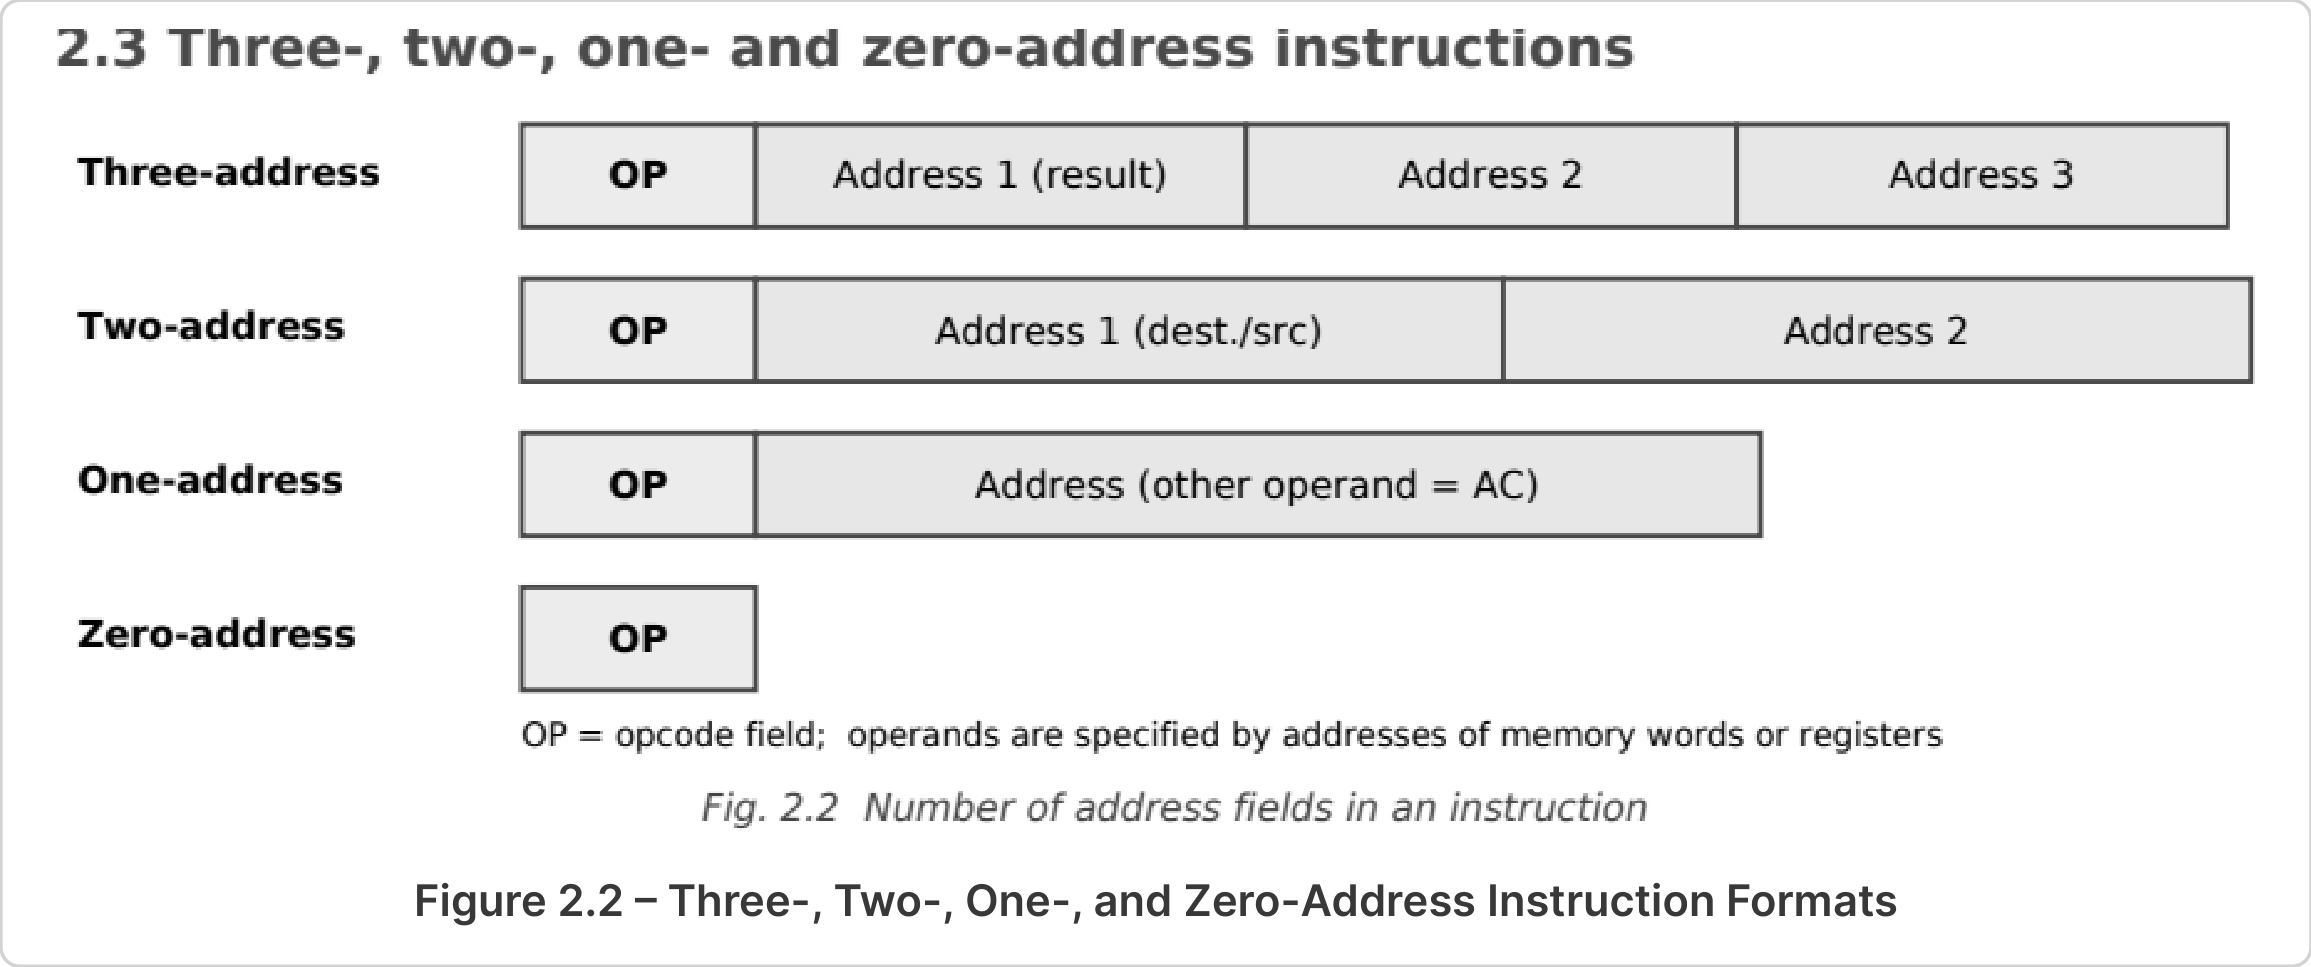 2.3 Three-, two-, one- and zero-address instructions
Three-address OP Address 1 (result) Address 2 Address 3
Two-address OP Address 1 (dest./src) Address 2
One-address OP Address (other operand = AC)
Zero-address OP
OP = opcode field; operands are specified by addresses of memory words or registers
Fig. 2.2 Number of address fields in an instruction
Figure 2.2 – Three-, Two-, One-, and Zero-Address Instruction Formats